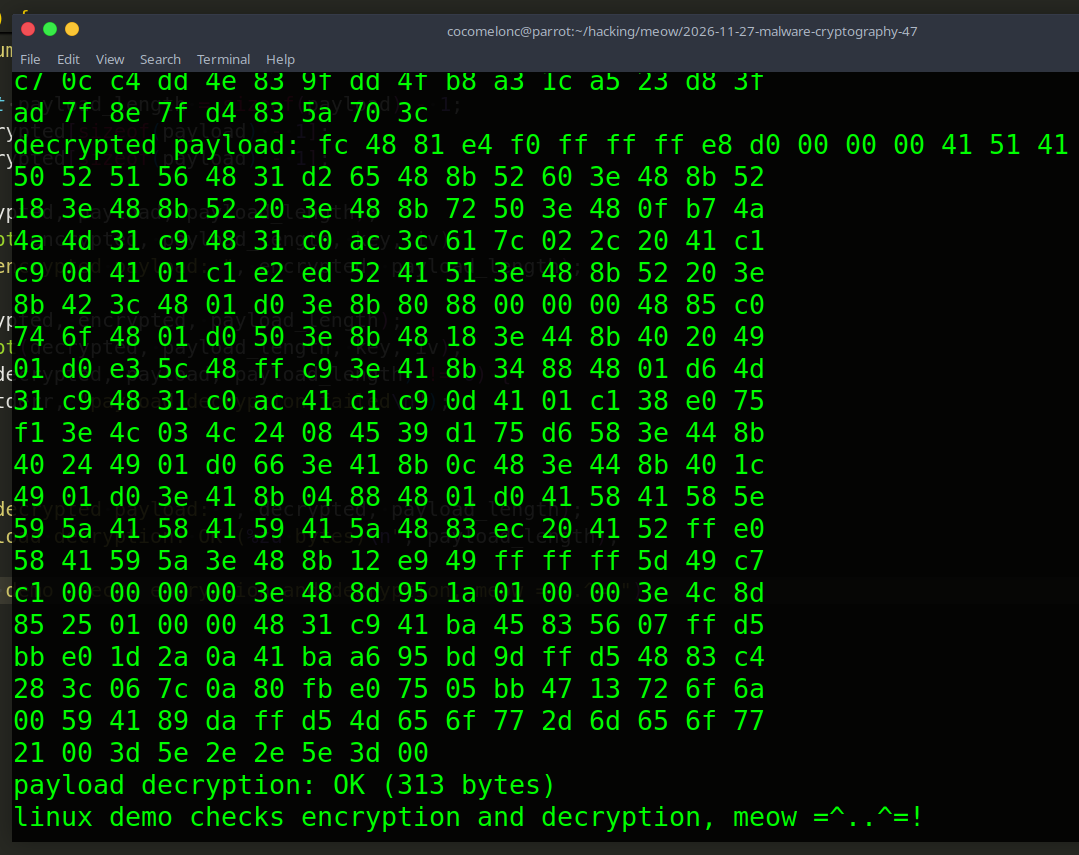 cocomelonc@parrot:~/hacking/meow/2026-11-27-malware-cryptography-47
File Edit View Search Terminal Help
c7 0c c4 dd 4e 83 9f dd 4f b8 a3 1c a5 23 d8 3f
ad 7f 8e 7f d4 83 5a 70 3c
decrypted payload: fc 48 81 e4 f0 ff ff ff e8 d0 00 00 00 41 51 41
50 52 51 56 48 31 d2 65 48 8b 52 60 3e 48 8b 52
18 3e 48 8b 52 20 3e 48 8b 72 50 3e 48 0f b7 4a
4a 4d 31 c9 48 31 c0 ac 3c 61 7c 02 2c 20 41 c1
c9 0d 41 01 c1 e2 ed 52 41 51 3e 48 8b 52 20 3e
8b 42 3c 48 01 d0 3e 8b 80 88 00 00 00 48 85 c0
74 6f 48 01 d0 50 3e 8b 48 18 3e 44 8b 40 20 49
01 d0 e3 5c 48 ff c9 3e 41 8b 34 88 48 01 d6 4d
31 c9 48 31 c0 ac 41 c1 c9 0d 41 01 c1 38 e0 75
f1 3e 4c 03 4c 24 08 45 39 d1 75 d6 58 3e 44 8b
40 24 49 01 d0 66 3e 41 8b 0c 48 3e 44 8b 40 1c
49 01 d0 3e 41 8b 04 88 48 01 d0 41 58 41 58 5e
59 5a 41 58 41 59 41 5a 48 83 ec 20 41 52 ff e0
58 41 59 5a 3e 48 8b 12 e9 49 ff ff ff 5d 49 c7
c1 00 00 00 00 3e 48 8d 95 1a 01 00 00 3e 4c 8d
85 25 01 00 00 48 31 c9 41 ba 45 83 56 07 ff d5
bb e0 1d 2a 0a 41 ba a6 95 bd 9d ff d5 48 83 c4
28 3c 06 7c 0a 80 fb e0 75 05 bb 47 13 72 6f 6a
00 59 41 89 da ff d5 4d 65 6f 77 2d 6d 65 6f 77
21 00 3d 5e 2e 2e 5e 3d 00
payload decryption: OK (313 bytes)
linux demo checks encryption and decryption, meow =^..^=!